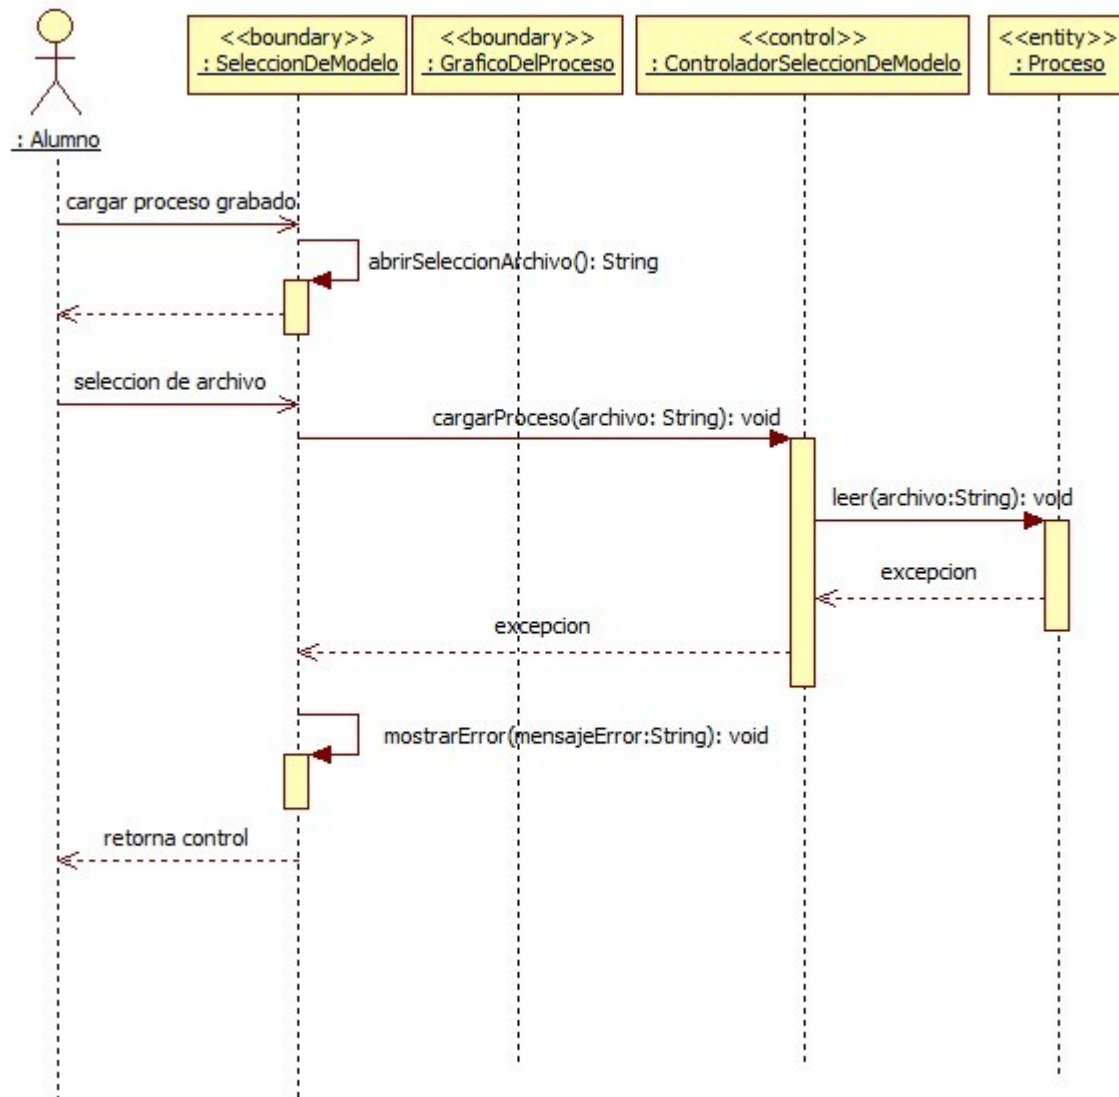 <<boundary>>
: SeleccionDeModelo
<<boundary>>
: GraficoDelProceso
<<control>>
: ControladorSeleccionDeModelo
<<entity>>
: Proceso
: Alumno
cargar proceso grabado
abrirSeleccionArchivo(): String
seleccion de archivo
cargarProceso(archivo: String): void
leer(archivo:String): void
excepcion
excepcion
mostrarError(mensajeError:String): void
retorna control